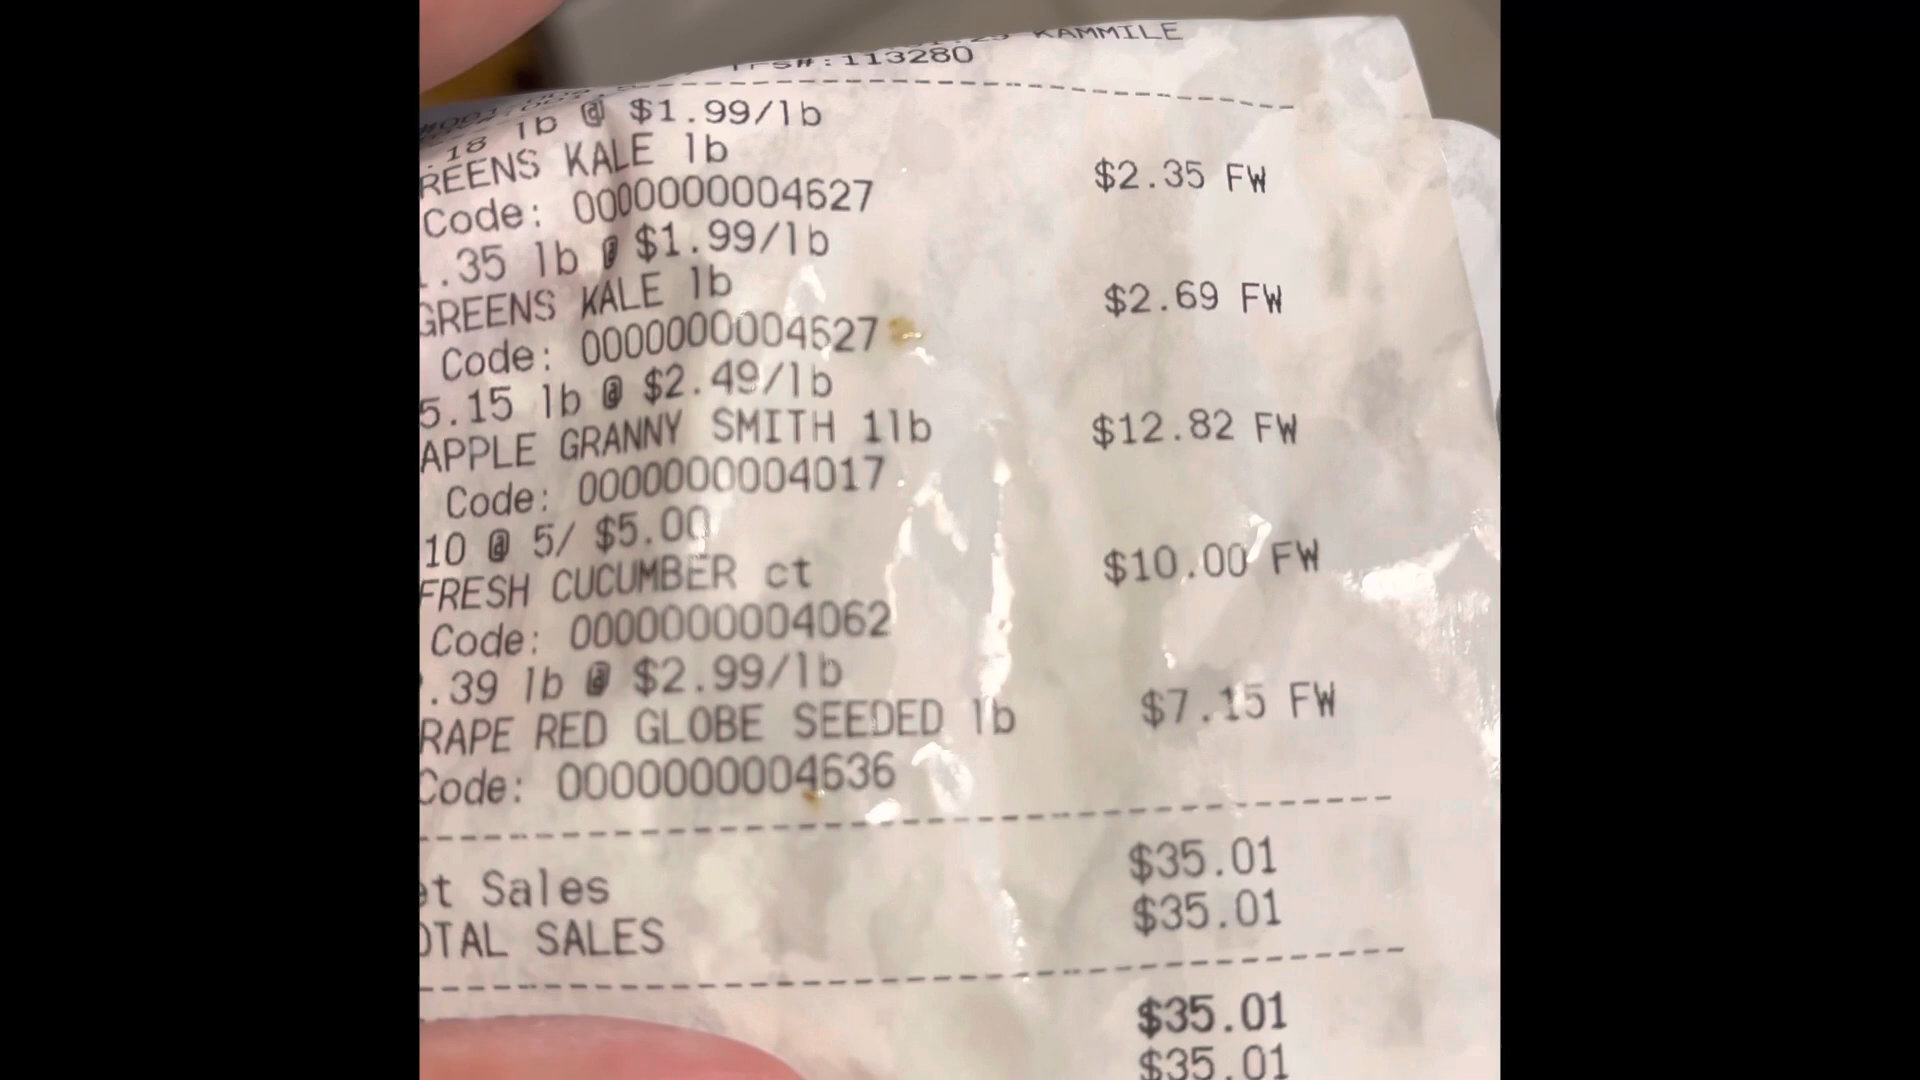 KAMMILE
#:113280
.18 lb @ $1.99/lb
REENS KALE lb $2.35 FW
Code: 0000000004627
.35 lb @ $1.99/lb
GREENS KALE lb $2.69 FW
Code: 0000000004627
5.15 lb @ $2.49/lb
APPLE GRANNY SMITH 1lb $12.82 FW
Code: 0000000004017
10 @ 5/ $5.00
FRESH CUCUMBER ct $10.00 FW
Code: 0000000004062
.39 lb @ $2.99/lb
RAPE RED GLOBE SEEDED lb $7.15 FW
Code: 0000000004636
et Sales $35.01
OTAL SALES $35.01
$35.01
$35.01